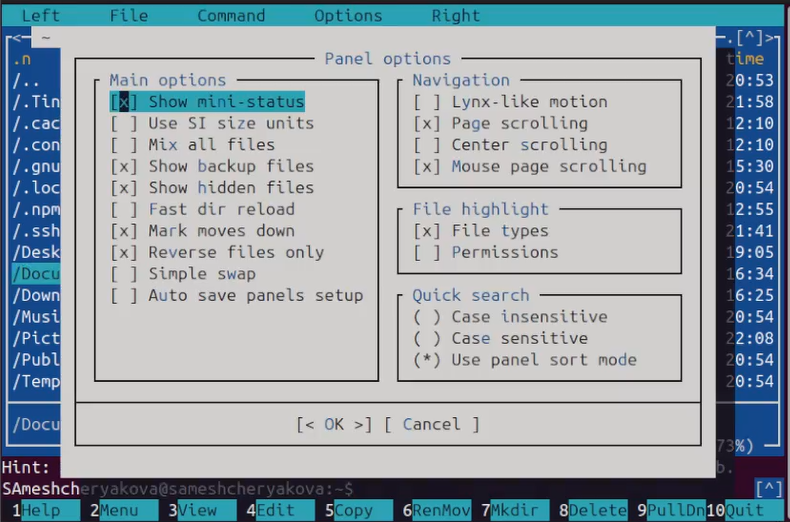 Left File Command Options Right
<─ ~ .[^]>
.n time
Panel options
/.. 20:53
Main options Navigation
/.Tin [x] Show mini-status [ ] Lynx-like motion 21:58
/.cac [ ] Use SI size units [x] Page scrolling 12:10
/.con [ ] Mix all files [ ] Center scrolling 12:10
/.gnu [x] Show backup files [x] Mouse page scrolling 15:30
/.loc [x] Show hidden files 20:54
/.npm [ ] Fast dir reload File highlight 12:55
/.ssh [x] Mark moves down [x] File types 21:41
/Desk [x] Reverse files only [ ] Permissions 19:05
/Docu [ ] Simple swap 16:34
/Down [ ] Auto save panels setup Quick search 16:25
/Musi ( ) Case insensitive 20:54
/Pict ( ) Case sensitive 22:08
/Publ (*) Use panel sort mode 20:54
/Temp 20:54
/Docu [< OK >] [ Cancel ]
73%)
Hint: b.
SAmeshcheryakova@sameshcheryakova:~$ [^]
1Help 2Menu 3View 4Edit 5Copy 6RenMov 7Mkdir 8Delete 9PullDn 10Quit